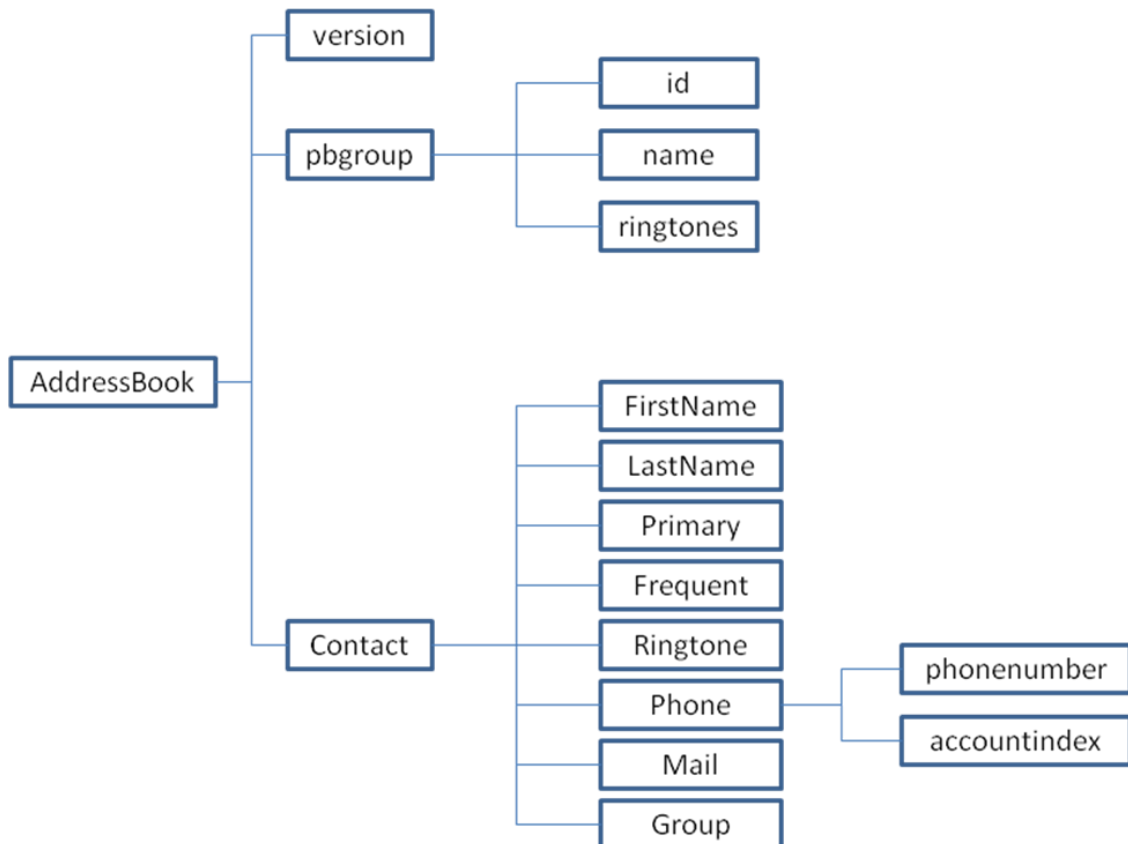 version
id
pbgroup
name
ringtones
AddressBook
FirstName
LastName
Primary
Frequent
Contact
Ringtone
phonenumber
Phone
accountindex
Mail
Group